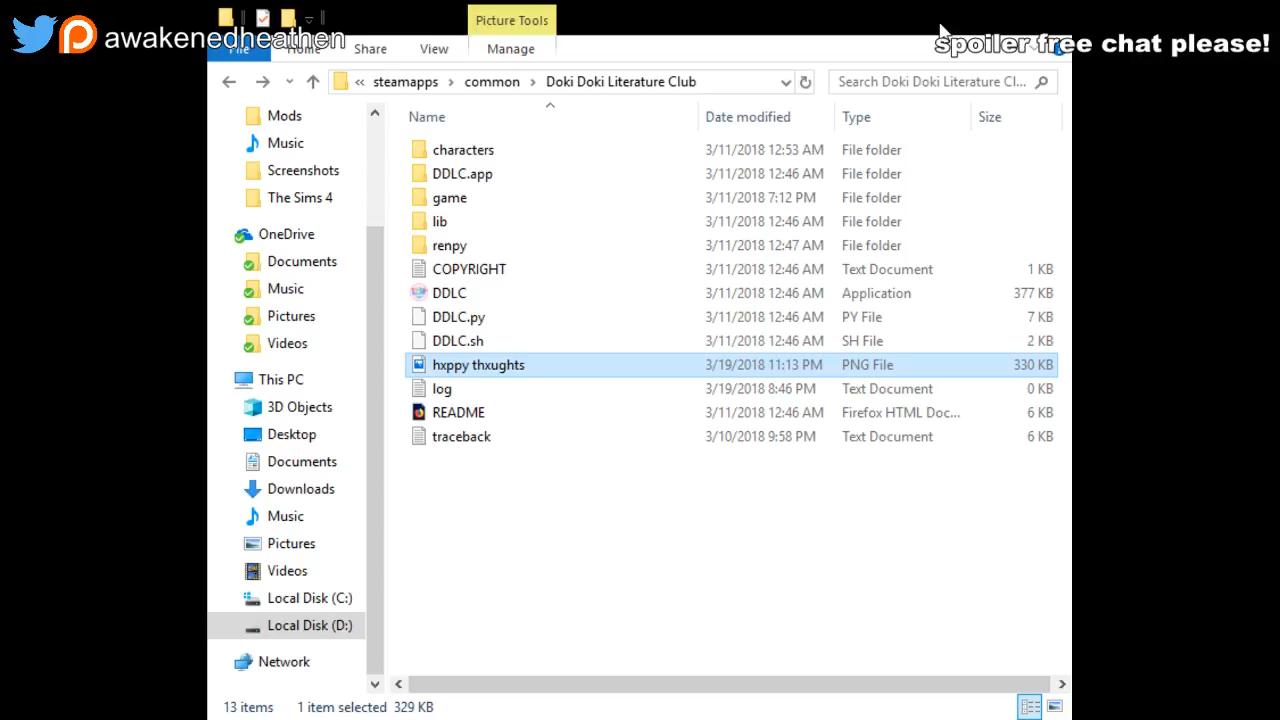 Picture Tools
awakenedheathen
spoiler free chat please!
File Home Share View Manage
« steamapps › common › Doki Doki Literature Club
Search Doki Doki Literature Cl...
Name Date modified Type Size
Mods
Music
Screenshots
The Sims 4
OneDrive
Documents
Music
Pictures
Videos
This PC
3D Objects
Desktop
Documents
Downloads
Music
Pictures
Videos
Local Disk (C:)
Local Disk (D:)
Network
characters 3/11/2018 12:53 AM File folder
DDLC.app 3/11/2018 12:46 AM File folder
game 3/11/2018 7:12 PM File folder
lib 3/11/2018 12:46 AM File folder
renpy 3/11/2018 12:47 AM File folder
COPYRIGHT 3/11/2018 12:46 AM Text Document 1 KB
DDLC 3/11/2018 12:46 AM Application 377 KB
DDLC.py 3/11/2018 12:46 AM PY File 7 KB
DDLC.sh 3/11/2018 12:46 AM SH File 2 KB
hxppy thxughts 3/19/2018 11:13 PM PNG File 330 KB
log 3/19/2018 8:46 PM Text Document 0 KB
README 3/11/2018 12:46 AM Firefox HTML Doc... 6 KB
traceback 3/10/2018 9:58 PM Text Document 6 KB
13 items 1 item selected 329 KB